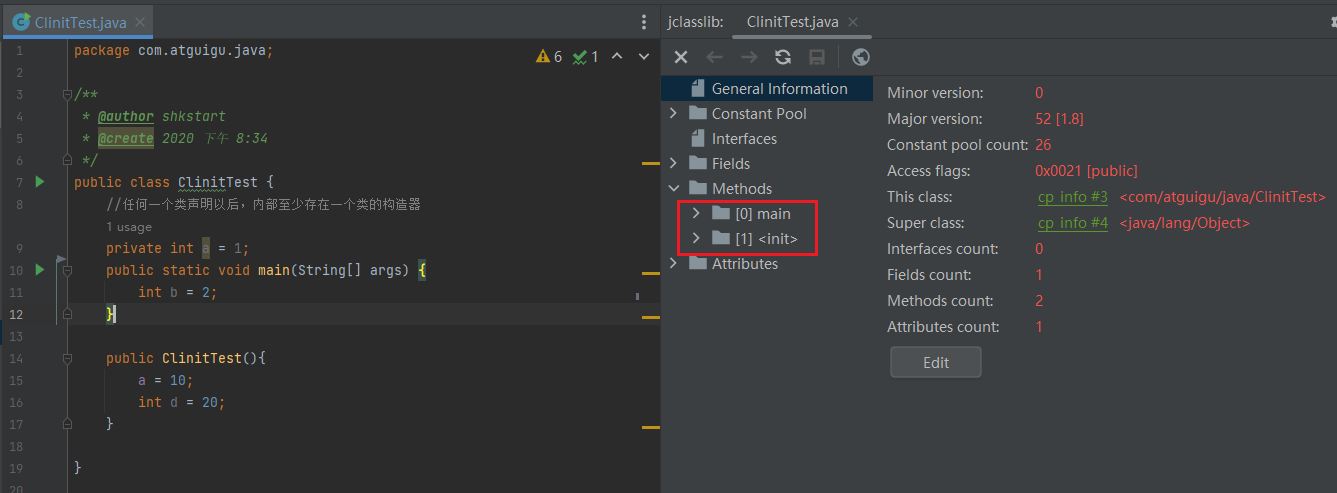 ClinitTest.java
jclasslib:
ClinitTest.java
6
1
1
package com.atguigu.java;
2
3
/**
4
* @author shkstart
5
* @create 2020 下午 8:34
6
*/
7
public class ClinitTest {
8
//任何一个类声明以后，内部至少存在一个类的构造器
1 usage
9
private int a = 1;
10
public static void main(String[] args) {
11
int b = 2;
12
}
13
14
public ClinitTest(){
15
a = 10;
16
int d = 20;
17
}
18
19
}
20
General Information
Constant Pool
Interfaces
Fields
Methods
[0] main
[1] <init>
Attributes
Minor version: 0
Major version: 52 [1.8]
Constant pool count: 26
Access flags: 0x0021 [public]
This class: cp info #3 <com/atguigu/java/ClinitTest>
Super class: cp info #4 <java/lang/Object>
Interfaces count: 0
Fields count: 1
Methods count: 2
Attributes count: 1
Edit